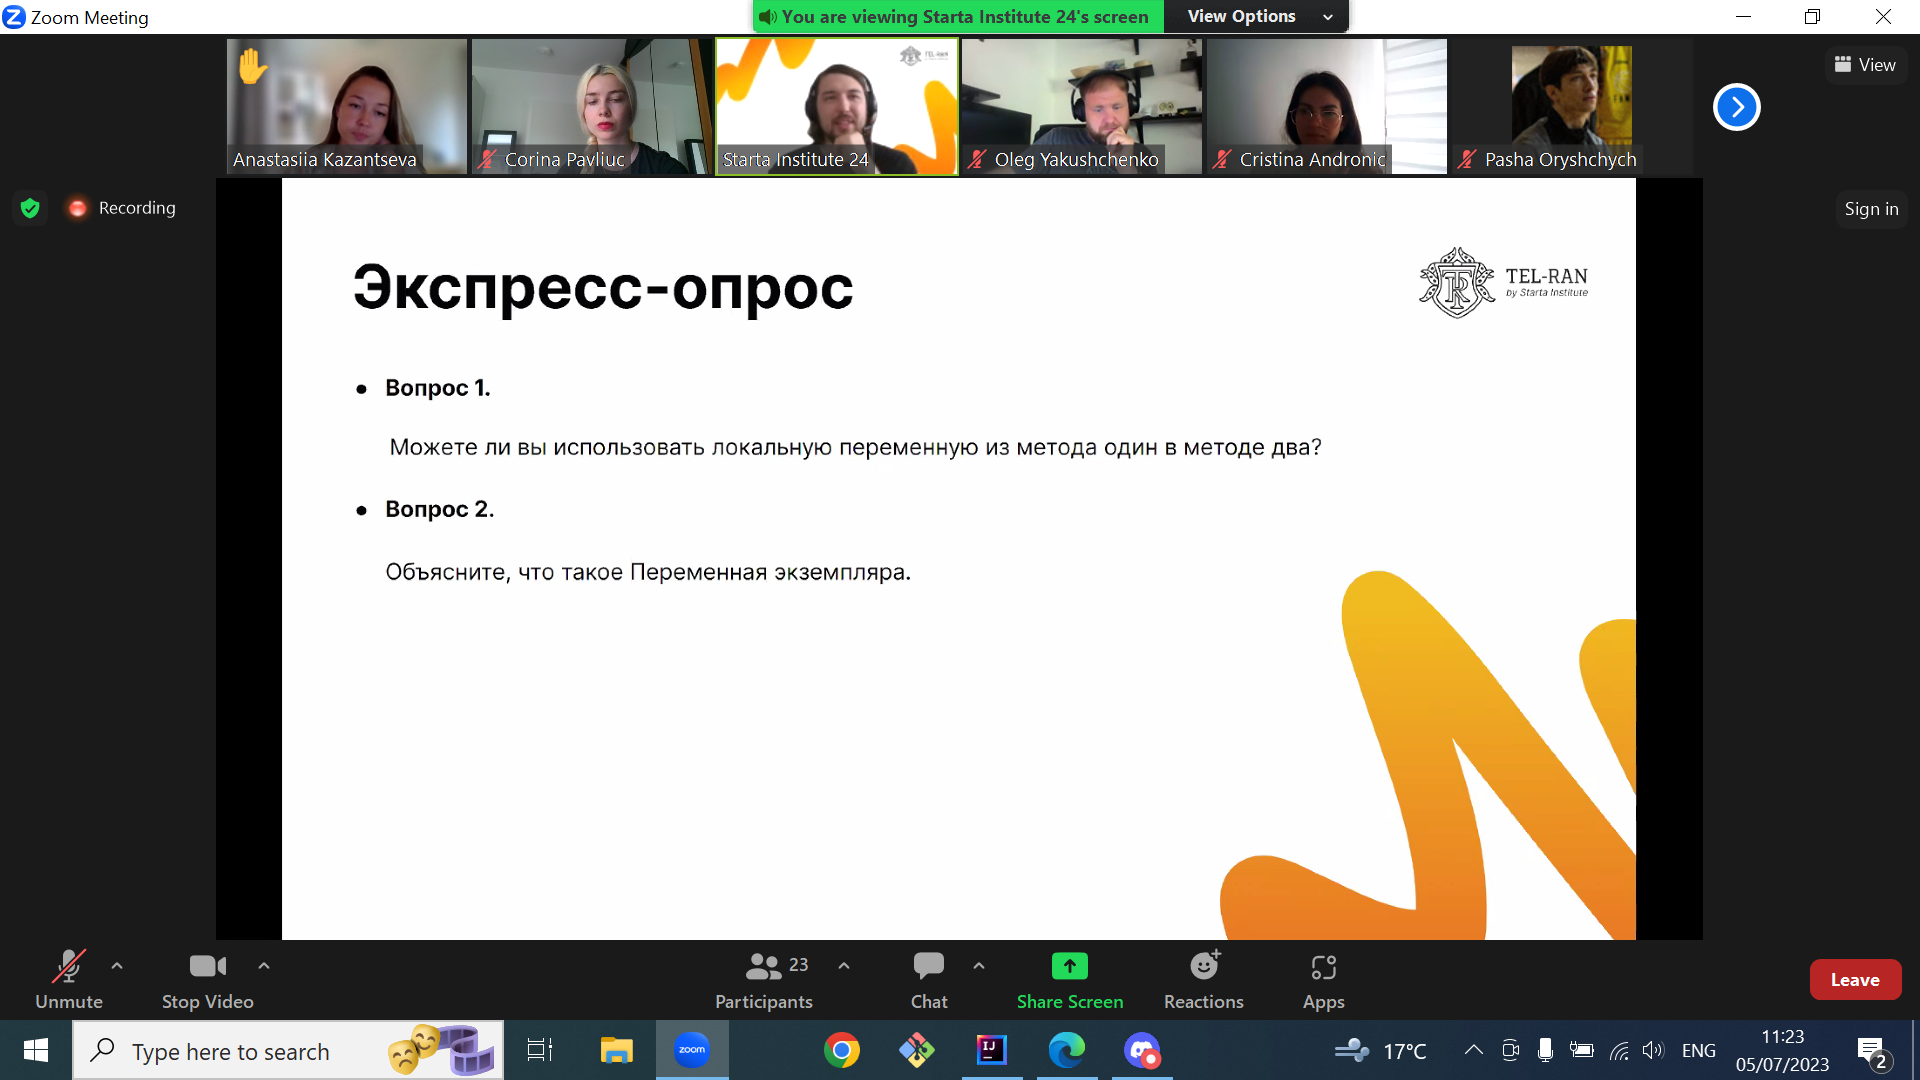 Zoom Meeting
You are viewing Starta Institute 24's screen
View Options
Anastasiia Kazantseva
Corina Pavliuc
Starta Institute 24
Oleg Yakushchenko
Cristina Andronic
Pasha Oryshchych
View
Recording
Sign in
Экспресс-опрос
TEL-RAN
by Starta Institute
Вопрос 1.
Можете ли вы использовать локальную переменную из метода один в методе два?
Вопрос 2.
Объясните, что такое Переменная экземпляра.
Unmute
Stop Video
23
Participants
Chat
Share Screen
Reactions
Apps
Leave
Type here to search
zoom
IJ
17°C
ENG
11:23
05/07/2023
2